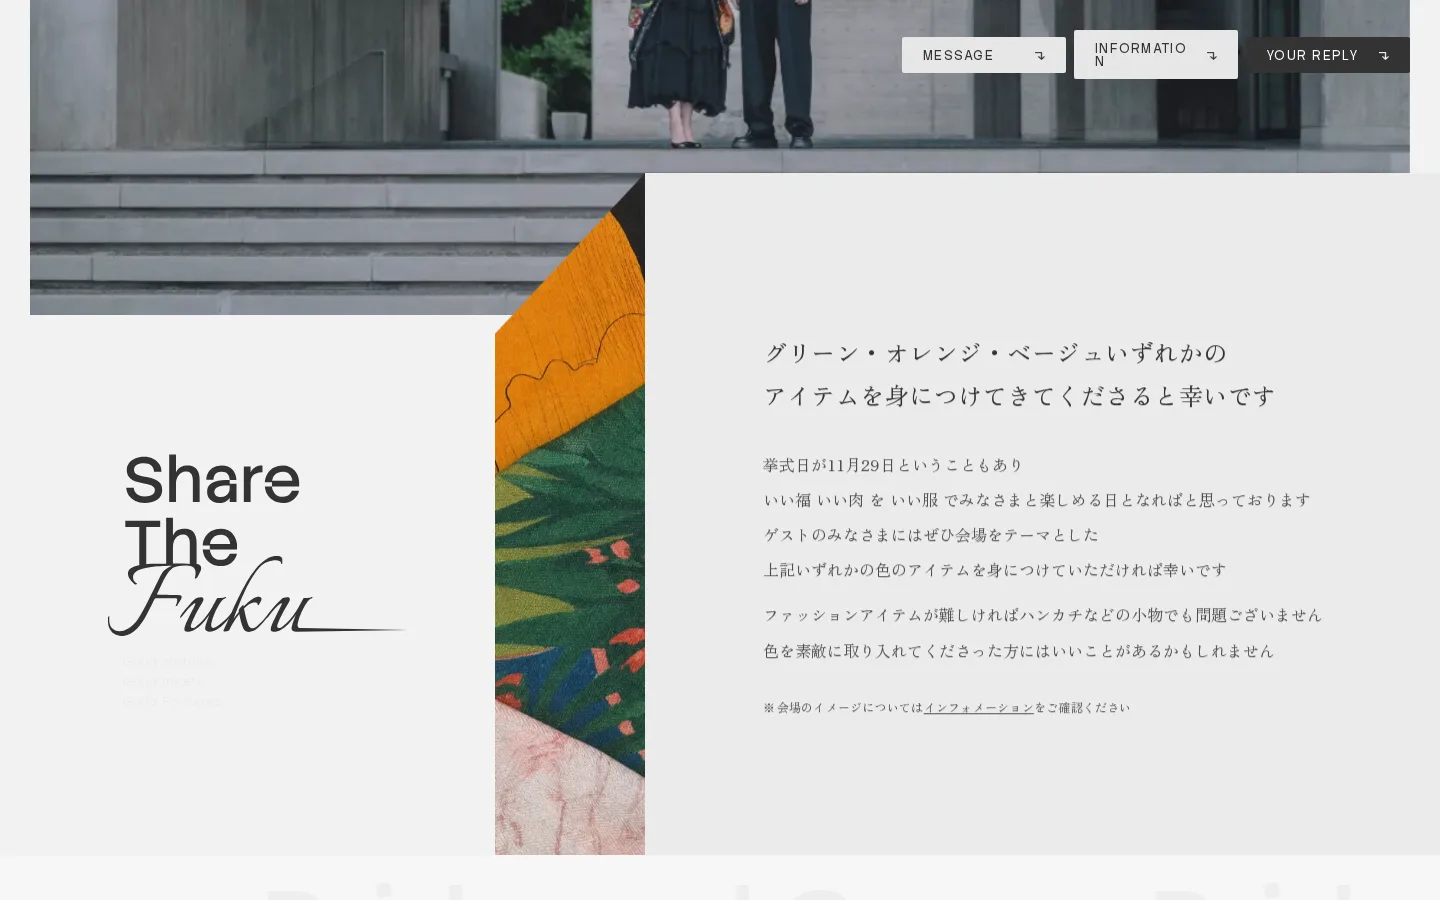 MESSAGE
INFORMATIO
N
YOUR REPLY
Share
The
Fuku
グリーン・オレンジ・ベージュいずれかの
アイテムを身につけてきてくださると幸いです
挙式日が11月29日ということもあり
いい福 いい肉 を いい服 でみなさまと楽しめる日となればと思っております
ゲストのみなさまにはぜひ会場をテーマとした
上記いずれかの色のアイテムを身につけていただければ幸いです
ファッションアイテムが難しければハンカチなどの小物でも問題ございません
色を素敵に取り入れてくださった方にはいいことがあるかもしれません
※会場のイメージについてはインフォメーションをご確認ください